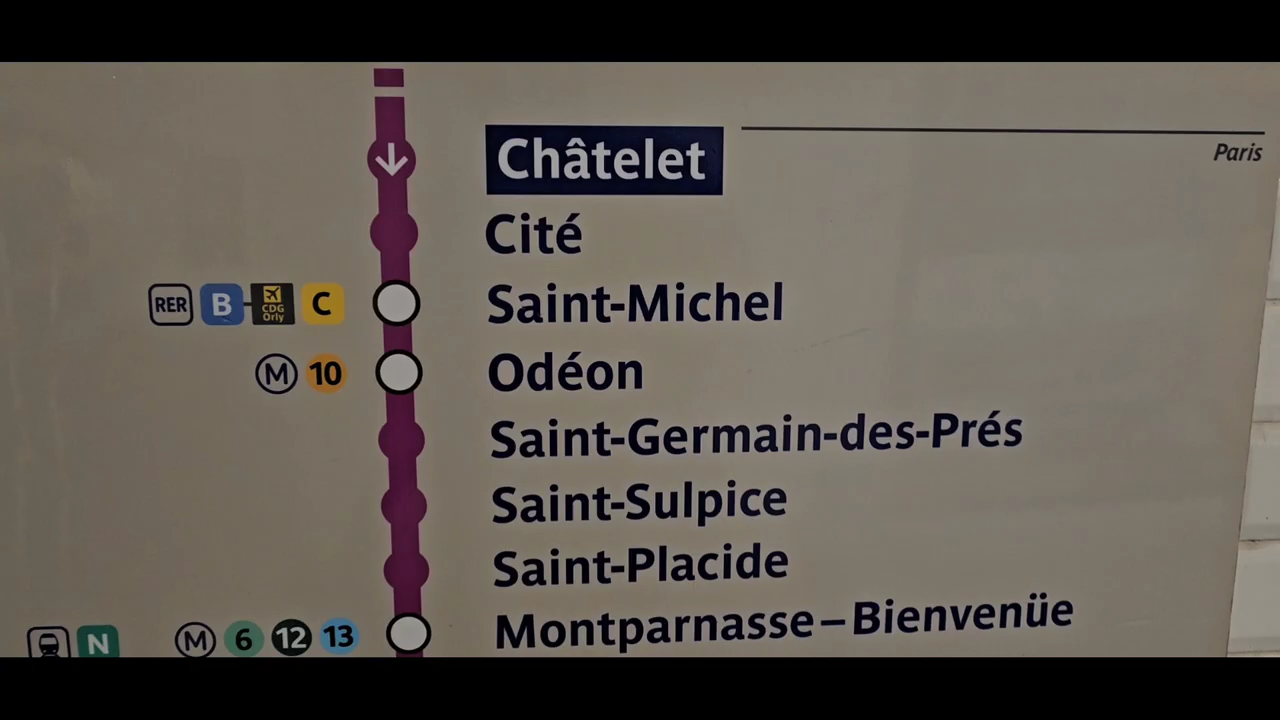 Châtelet
Paris
Cité
RER B CDG Orly C Saint-Michel
M 10 Odéon
Saint-Germain-des-Prés
Saint-Sulpice
Saint-Placide
N M 6 12 13 Montparnasse–Bienvenüe